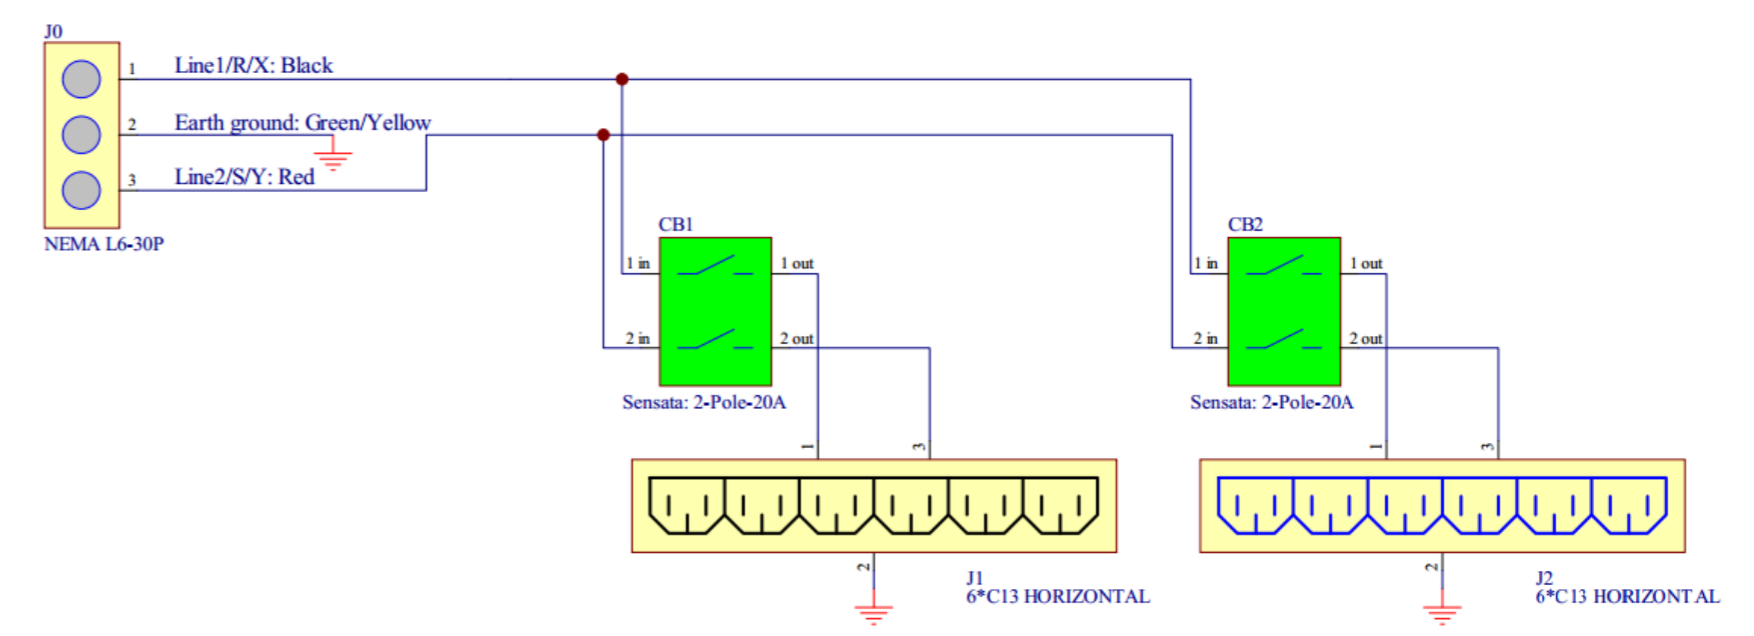 J0
1
Line1/R/X: Black
2
Earth ground: Green/Yellow
3
Line2/S/Y: Red
NEMA L6-30P
CB1
1 in
1 out
2 in
2 out
Sensata: 2-Pole-20A
1
3
2
J1
6*C13 HORIZONTAL
CB2
1 in
1 out
2 in
2 out
Sensata: 2-Pole-20A
1
3
2
J2
6*C13 HORIZONTAL